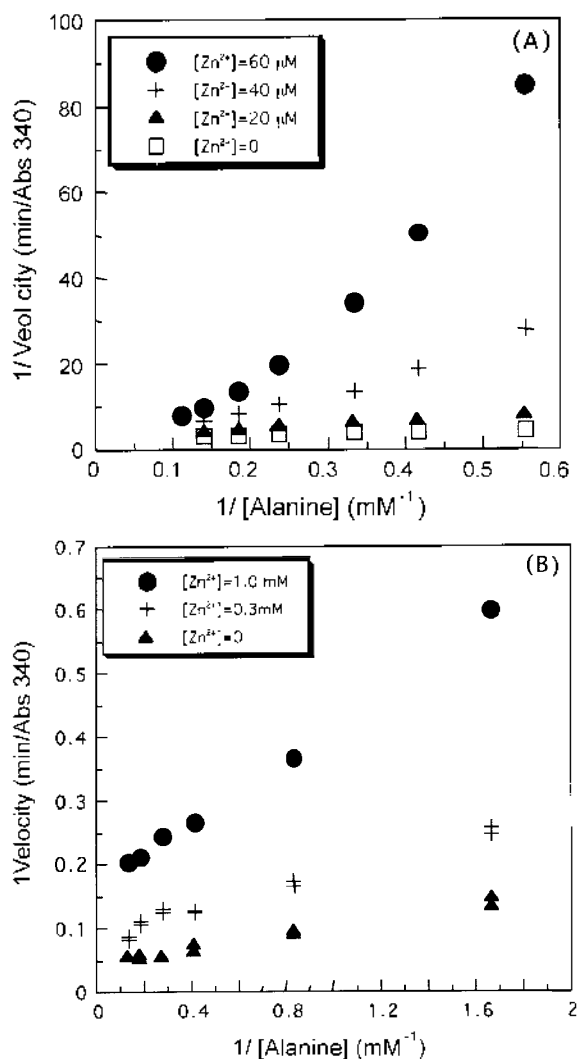 (A)
[Zn²⁺]=60 μM
[Zn²⁺]=40 μM
[Zn²⁺]=20 μM
[Zn²⁺]=0
1/ Veol city (min/Abs 340)
100
80
60
40
20
0
0 0.1 0.2 0.3 0.4 0.5 0.6
1/ [Alanine] (mM⁻¹)
(B)
[Zn²⁺]=1.0 mM
[Zn²⁺]=0.3mM
[Zn²⁺]=0
1Velocity (min/Abs 340)
0.7
0.6
0.5
0.4
0.3
0.2
0.1
0
0 0.4 0.8 1.2 1.6 2
1/ [Alanine] (mM⁻¹)